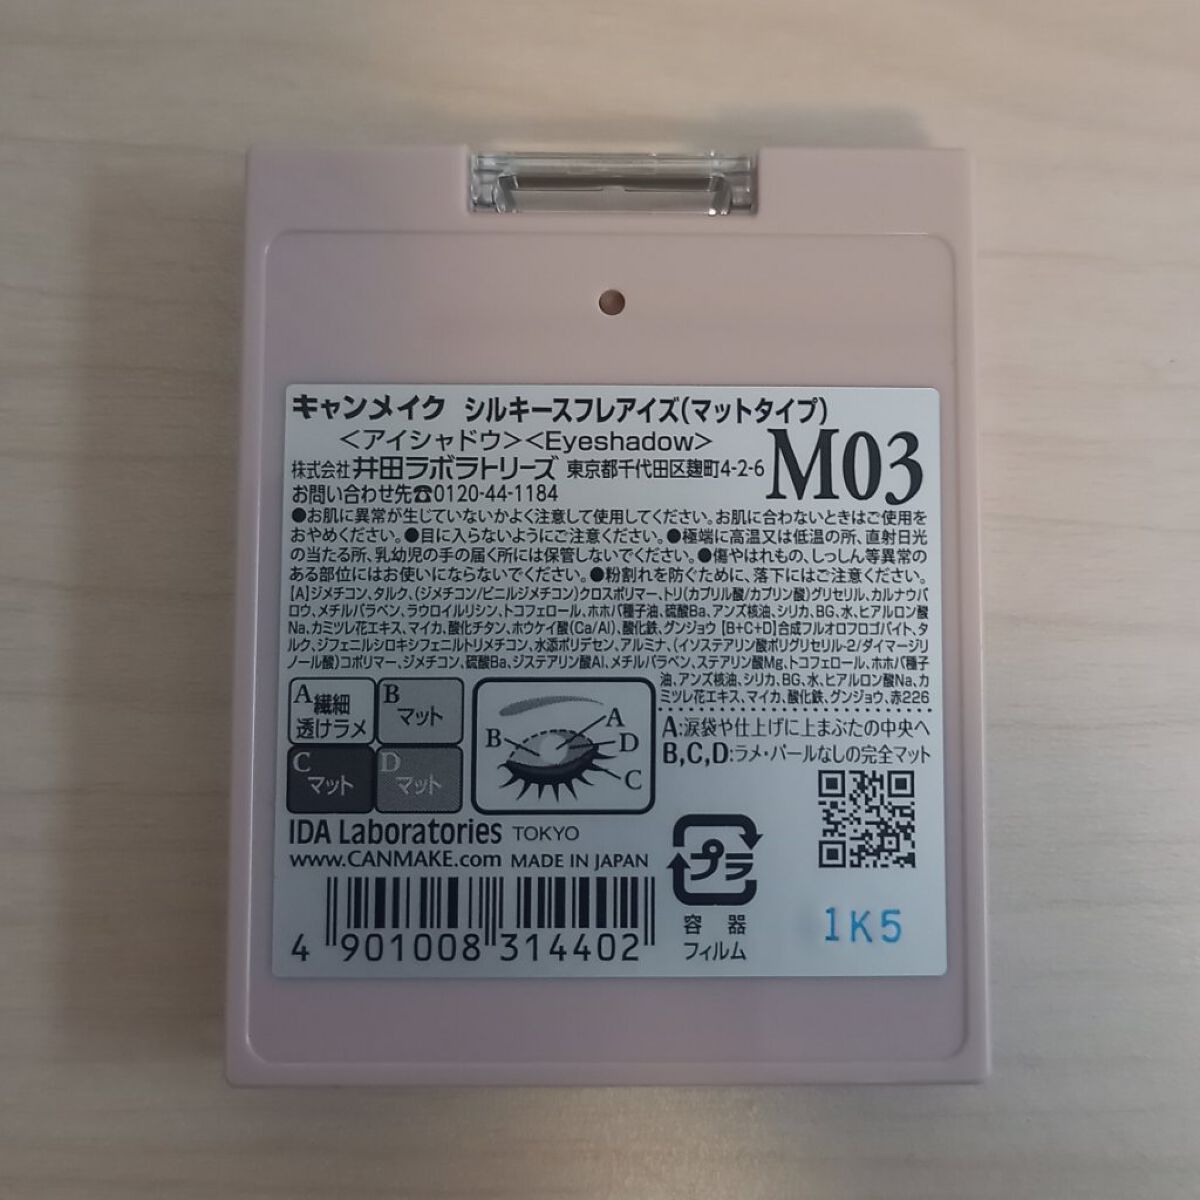 キャンメイク シルキースフレアイズ(マットタイプ)
<アイシャドウ><Eyeshadow>
M03
株式会社 井田ラボラトリーズ 東京都千代田区麹町4-2-6
お問い合わせ先☎0120-44-1184
●お肌に異常が生じていないかよく注意して使用してください。お肌に合わないときはご使用を
おやめください。●目に入らないようにご注意ください。●極端に高温又は低温の所、直射日光
の当たる所、乳幼児の手の届く所には保管しないでください。●傷やはれもの、しっしん等異常の
ある部位にはお使いにならないでください。●粉割れを防ぐために、落下にはご注意ください。
【A】ジメチコン、タルク、(ジメチコン/ビニルジメチコン)クロスポリマー、トリ(カプリル酸/カプリン酸)グリセリル、カルナウバ
ロウ、メチルパラベン、ラウロイルリシン、トコフェロール、ホホバ種子油、硫酸Ba、アンズ核油、シリカ、BG、水、ヒアルロン酸
Na、カミツレ花エキス、マイカ、酸化チタン、ホウケイ酸(Ca/Al)、酸化鉄、グンジョウ【B+C+D】合成フルオロフロゴパイト、タ
ルク、ジフェニルシロキシフェニルトリメチコン、水添ポリデセン、アルミナ、(イソステアリン酸ポリグリセリル-2/ダイマージリ
ノール酸)コポリマー、ジメチコン、硫酸Ba、ジステアリン酸Al、メチルパラベン、ステアリン酸Mg、トコフェロール、ホホバ種子
油、アンズ核油、シリカ、BG、水、ヒアルロン酸Na、カ
ミツレ花エキス、マイカ、酸化鉄、グンジョウ、赤226
A 繊細
透けラメ
B マット
C マット
D マット
A
B
D
C
A:涙袋や仕上げに上まぶたの中央へ
B,C,D:ラメ・パールなしの完全マット
IDA Laboratories TOKYO
www.CANMAKE.com MADE IN JAPAN
4 901008 314402
プラ
容器
フィルム
1K5